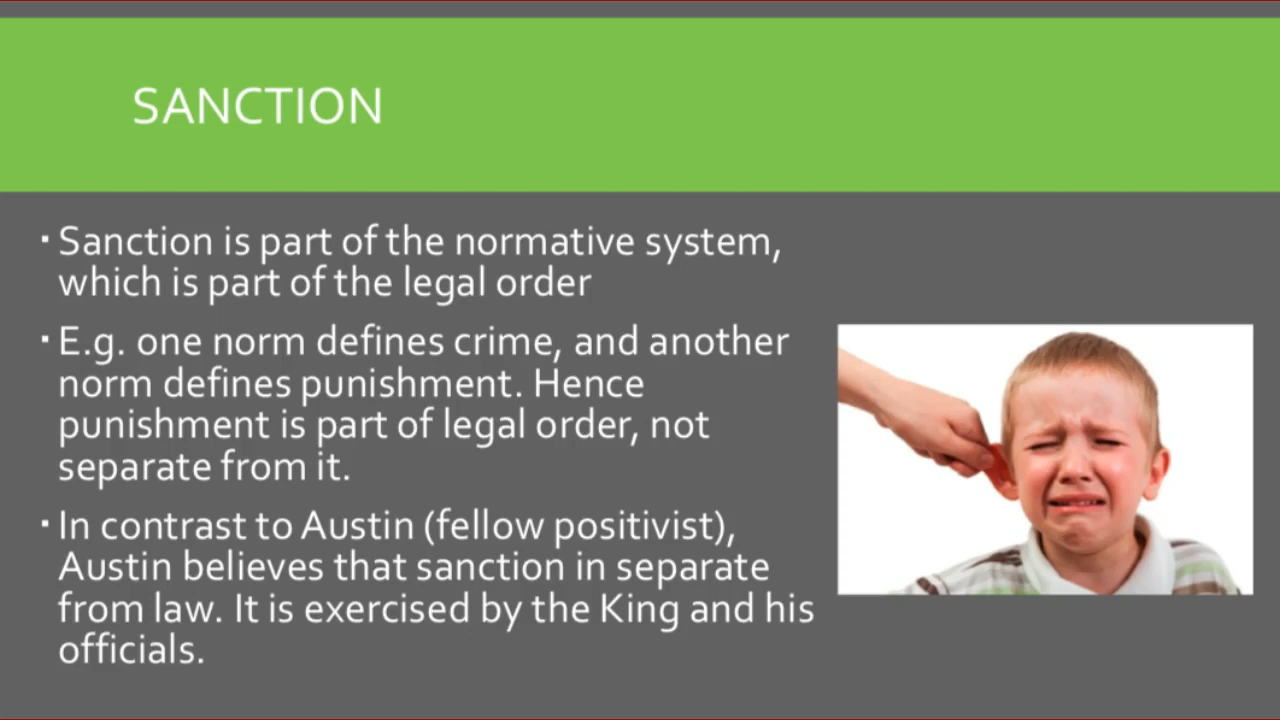 SANCTION
▪ Sanction is part of the normative system,
which is part of the legal order
▪ E.g. one norm defines crime, and another
norm defines punishment. Hence
punishment is part of legal order, not
separate from it.
▪ In contrast to Austin (fellow positivist),
Austin believes that sanction in separate
from law. It is exercised by the King and his
officials.